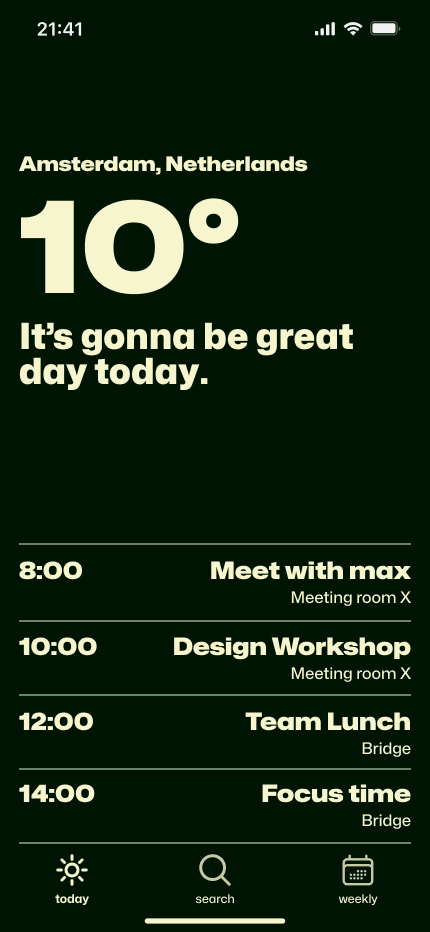 21:41
Amsterdam, Netherlands
10°
It's gonna be great
day today.
8:00 Meet with max
Meeting room X
10:00 Design Workshop
Meeting room X
12:00 Team Lunch
Bridge
14:00 Focus time
Bridge
today search weekly